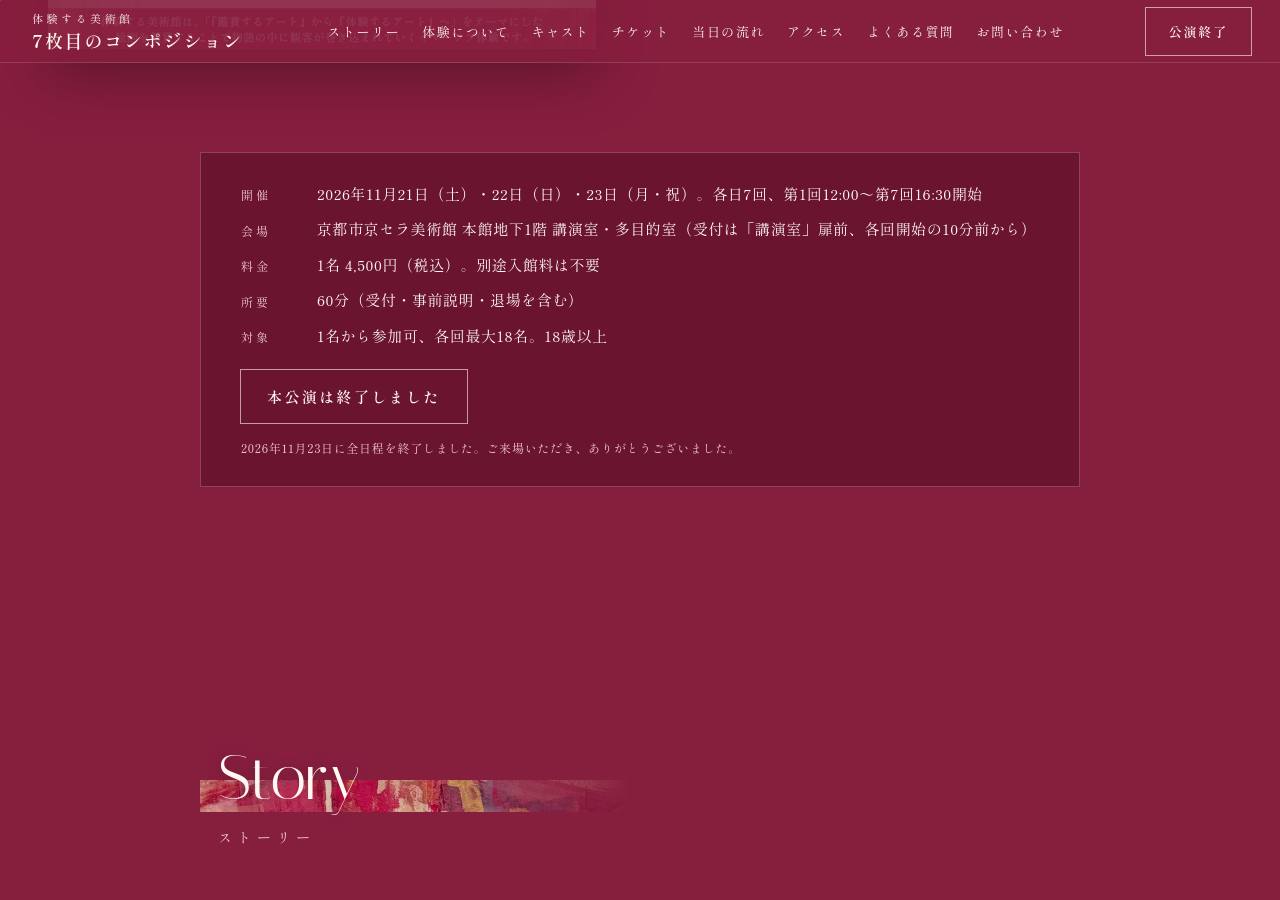 体験する美術館
7枚目のコンポジション
ストーリー 体験について キャスト チケット 当日の流れ アクセス よくある質問 お問い合わせ 公演終了
開催 2026年11月21日（土）・22日（日）・23日（月・祝）。各日7回、第1回12:00〜第7回16:30開始
会場 京都市京セラ美術館 本館地下1階 講演室・多目的室（受付は「講演室」扉前、各回開始の10分前から）
料金 1名 4,500円（税込）。別途入館料は不要
所要 60分（受付・事前説明・退場を含む）
対象 1名から参加可、各回最大18名。18歳以上
本公演は終了しました
2026年11月23日に全日程を終了しました。ご来場いただき、ありがとうございました。
Story
ストーリー